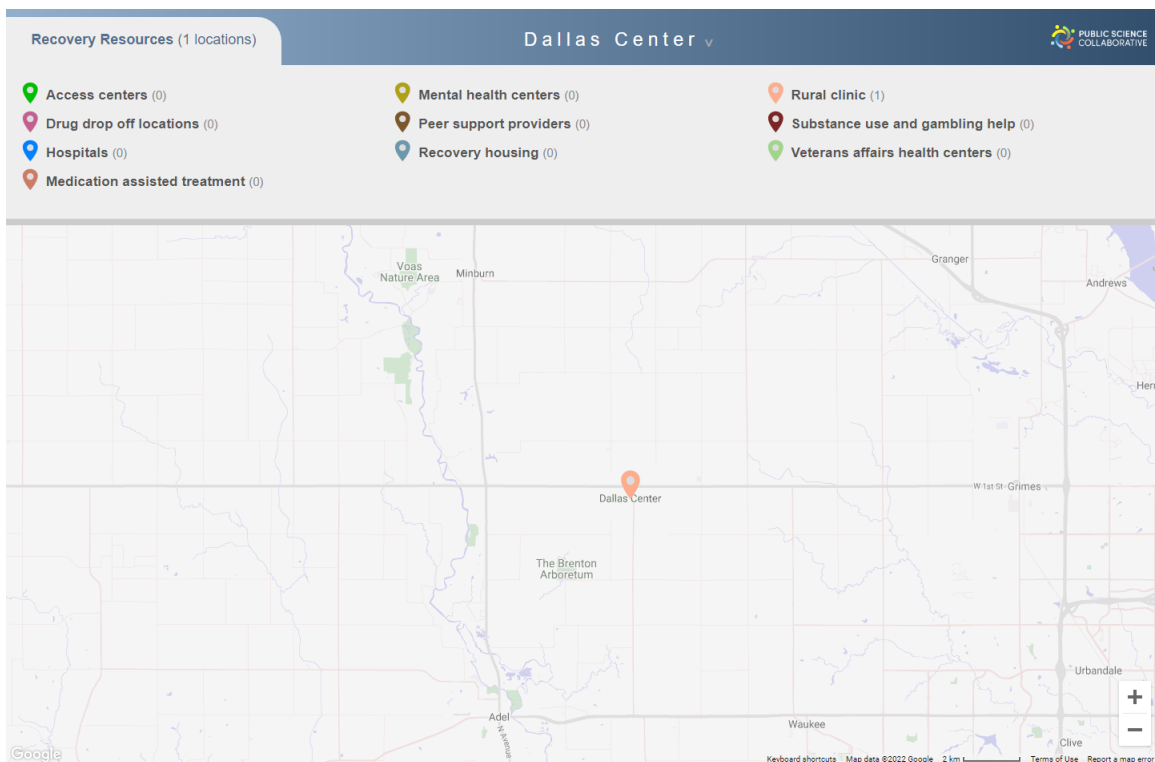 Recovery Resources (1 locations)
Dallas Center v
PUBLIC SCIENCE
COLLABORATIVE
Access centers (0)
Mental health centers (0)
Rural clinic (1)
Drug drop off locations (0)
Peer support providers (0)
Substance use and gambling help (0)
Hospitals (0)
Recovery housing (0)
Veterans affairs health centers (0)
Medication assisted treatment (0)
Voas
Nature Area
Minburn
Granger
Andrews
Herr
Dallas Center
W 1st St
Grimes
The Brenton
Arboretum
Urbandale
Adel
N Avenue
Waukee
Clive
Google
Keyboard shortcuts
Map data ©2022 Google
2 km
Terms of Use
Report a map error